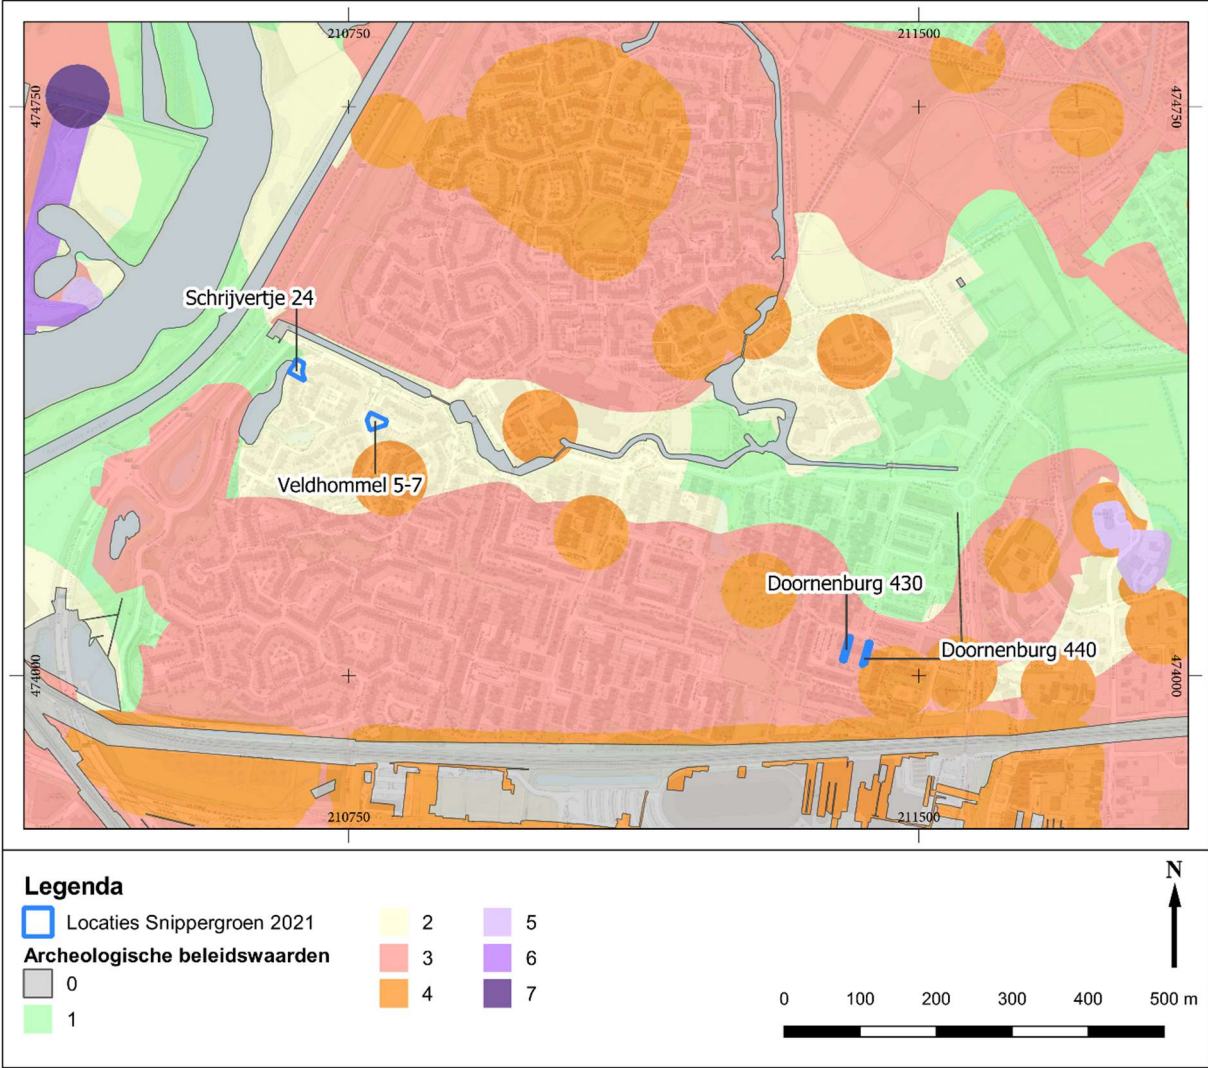 210750
211500
474750
474750
Schrijvertje 24
Veldhommel 5-7
Doornenburg 430
Doornenburg 440
474000
474000
210750
211500
Legenda
Locaties Snippergroen 2021
Archeologische beleidswaarden
0
1
2
3
4
5
6
7
N
0 100 200 300 400 500 m